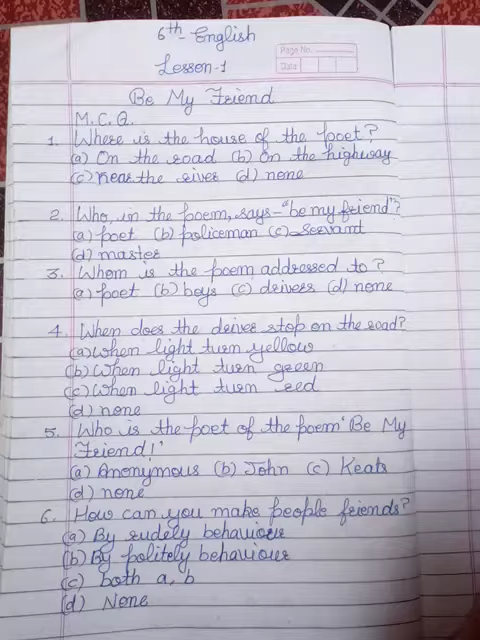 6th English
Page No.
Date
Lesson-1
Be My Friend
M.C.Q.
1. Where is the house of the poet?
(a) On the road (b) On the highway
(c) Near the river (d) none
2. Who, in the poem, says-"be my friend"?
(a) poet (b) policeman (c) Servant
(d) master
3. Whom is the poem addressed to?
(a) poet (b) boys (c) drivers (d) none
4. When does the driver stop on the road?
(a) When light turn yellow
(b) When light turn green
(c) When light turn red
(d) none
5. Who is the poet of the poem 'Be My
Friend!'
(a) Anonymous (b) John (c) Keats
(d) none
6. How can you make people friends?
(a) By rudely behaviour
(b) By politely behaviour
(c) both a, b
(d) None